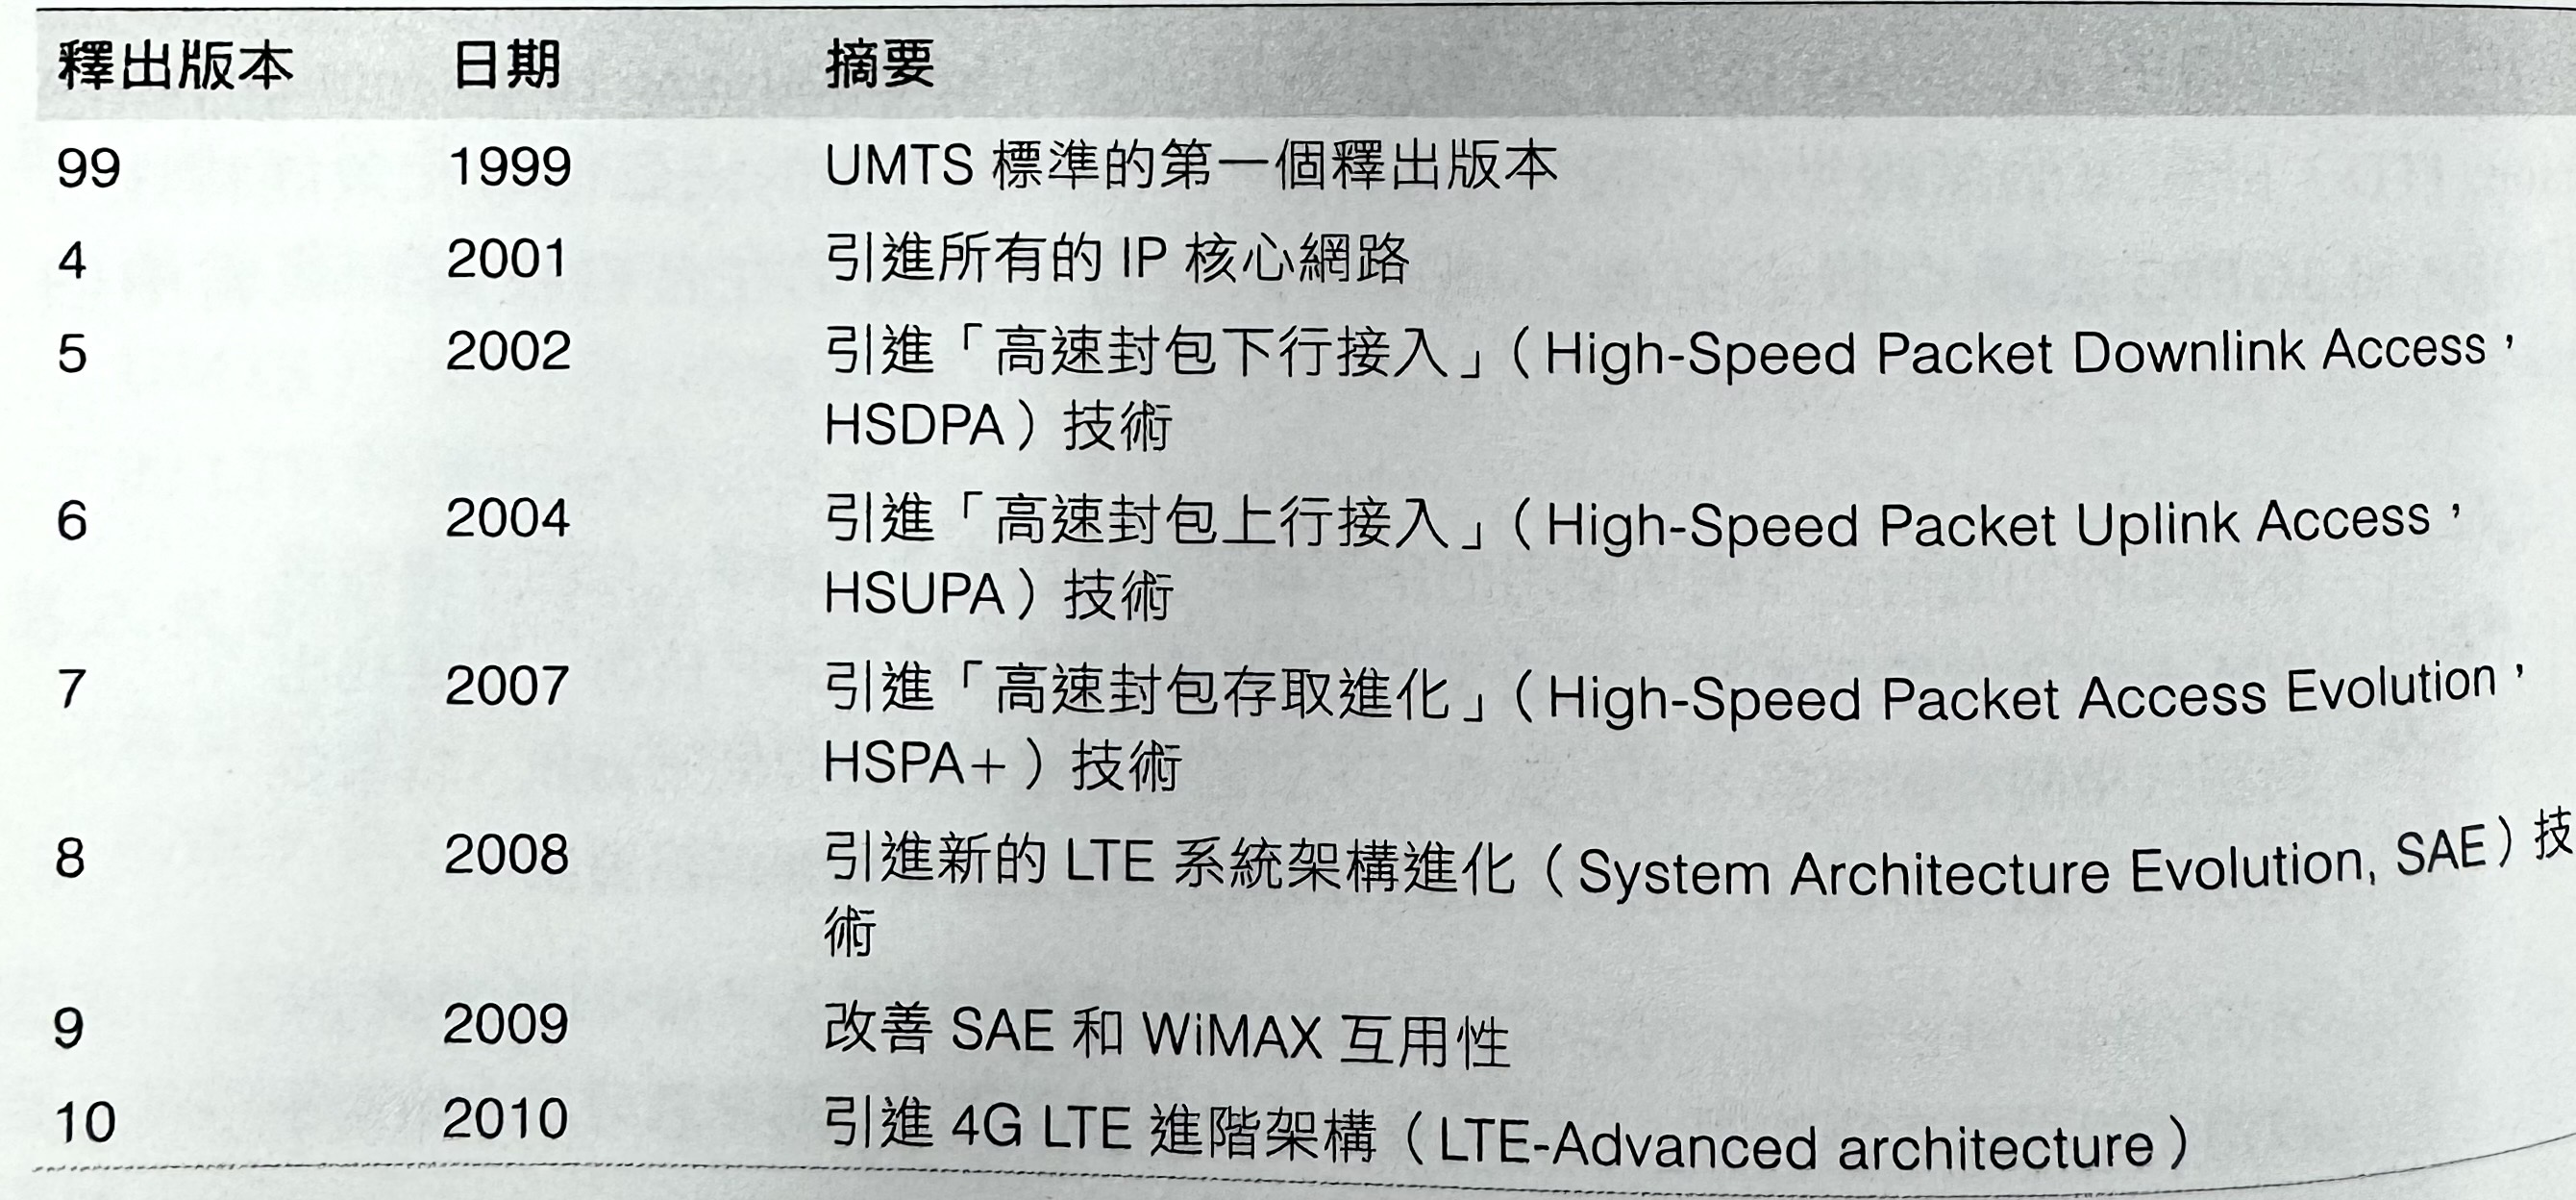 釋出版本 日期 摘要
99 1999 UMTS 標準的第一個釋出版本
4 2001 引進所有的 IP 核心網路
5 2002 引進「高速封包下行接入」（High-Speed Packet Downlink Access，
HSDPA）技術
6 2004 引進「高速封包上行接入」（High-Speed Packet Uplink Access，
HSUPA）技術
7 2007 引進「高速封包存取進化」（High-Speed Packet Access Evolution，
HSPA+）技術
8 2008 引進新的 LTE 系統架構進化（System Architecture Evolution, SAE）技
術
9 2009 改善 SAE 和 WiMAX 互用性
10 2010 引進 4G LTE 進階架構（LTE-Advanced architecture）